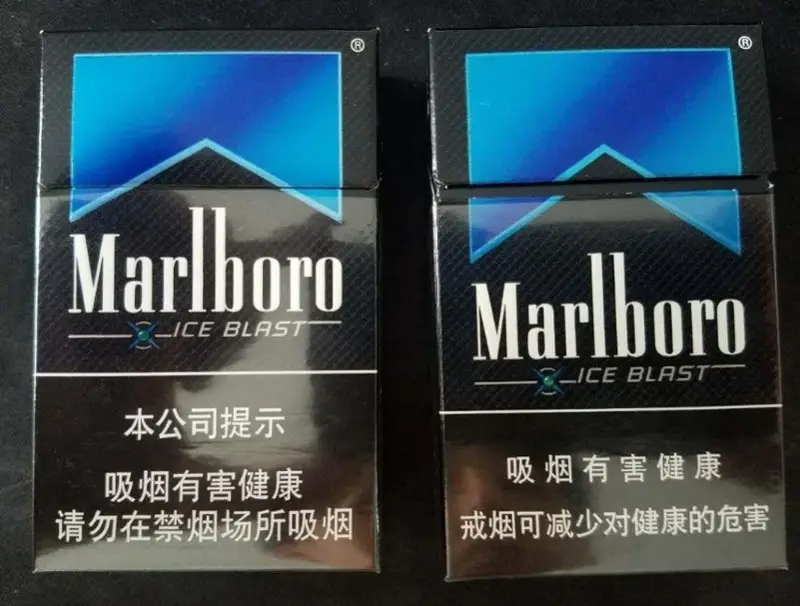 ®
Marlboro
ICE BLAST
本公司提示
吸烟有害健康
请勿在禁烟场所吸烟
®
Marlboro
ICE BLAST
吸烟有害健康
戒烟可减少对健康的危害